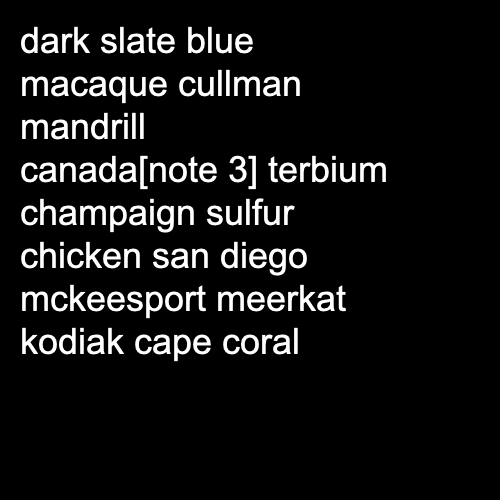 dark slate blue
macaque cullman
mandrill
canada[note 3] terbium
champaign sulfur
chicken san diego
mckeesport meerkat
kodiak cape coral